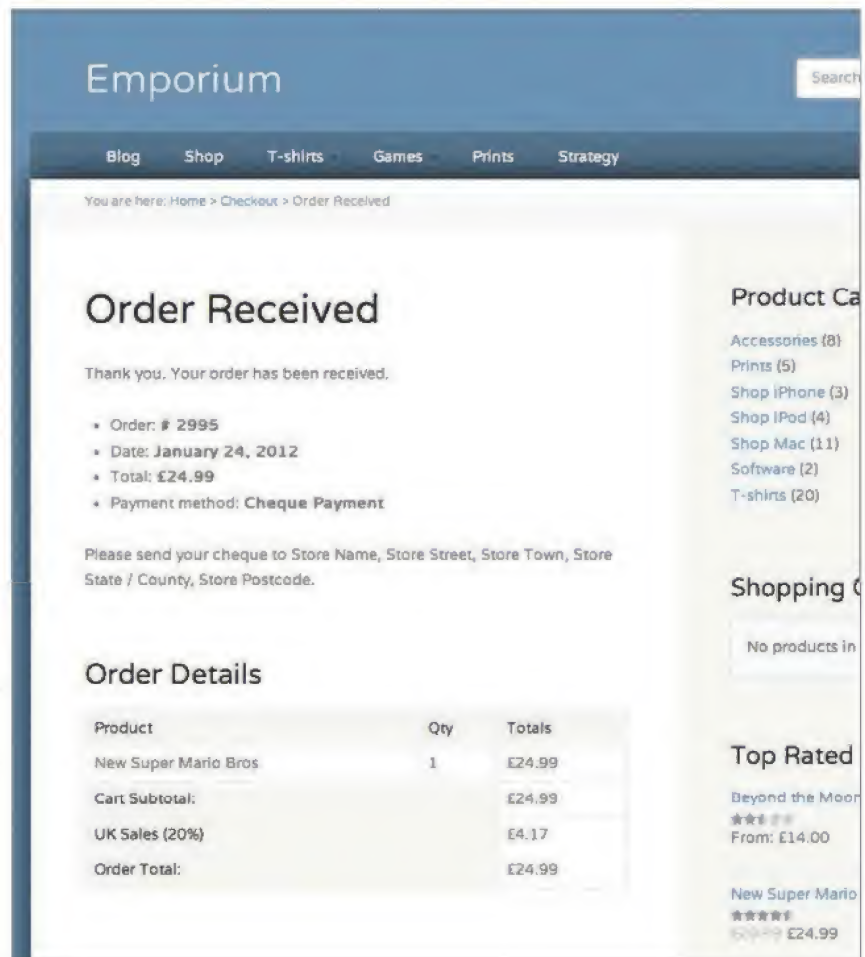 Emporium
Search
Blog Shop T-shirts Games Prints Strategy
You are here: Home > Checkout > Order Received
Order Received
Thank you. Your order has been received.
• Order: # 2995
• Date: January 24, 2012
• Total: £24.99
• Payment method: Cheque Payment
Please send your cheque to Store Name, Store Street, Store Town, Store
State / County, Store Postcode.
Order Details
Product Qty Totals
New Super Mario Bros 1 £24.99
Cart Subtotal: £24.99
UK Sales (20%) £4.17
Order Total: £24.99
Product Ca
Accessories (8)
Prints (5)
Shop iPhone (3)
Shop iPod (4)
Shop Mac (11)
Software (2)
T-shirts (20)
Shopping
No products in
Top Rated
Beyond the Moon
From: £14.00
New Super Mario
£24.99